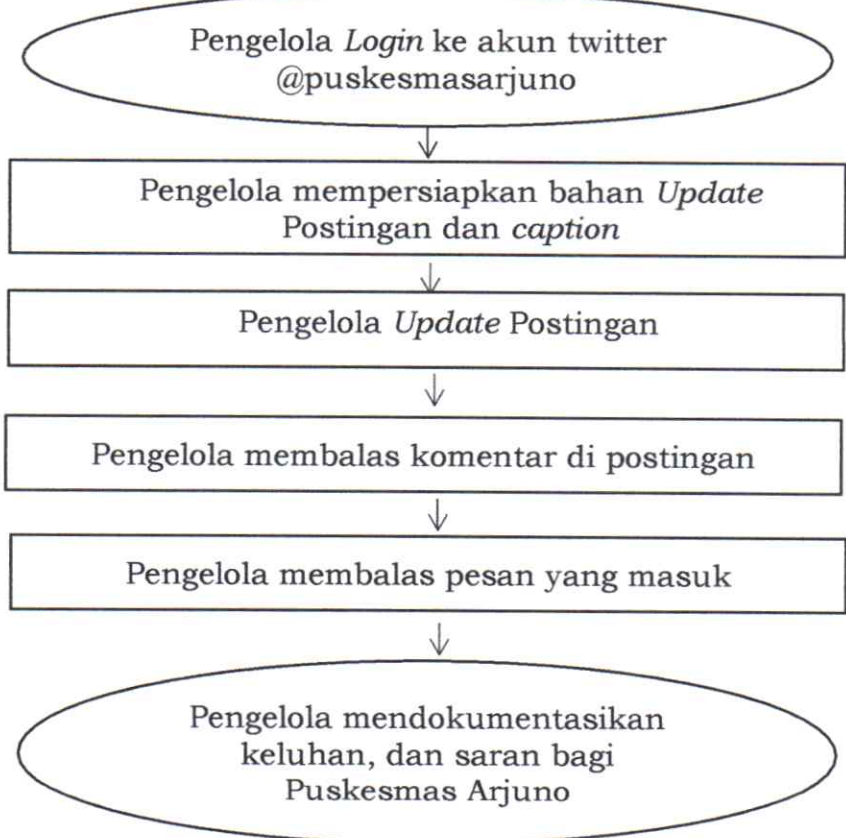 Pengelola Login ke akun twitter
@puskesmasarjuno
Pengelola mempersiapkan bahan Update
Postingan dan caption
Pengelola Update Postingan
Pengelola membalas komentar di postingan
Pengelola membalas pesan yang masuk
Pengelola mendokumentasikan
keluhan, dan saran bagi
Puskesmas Arjuno